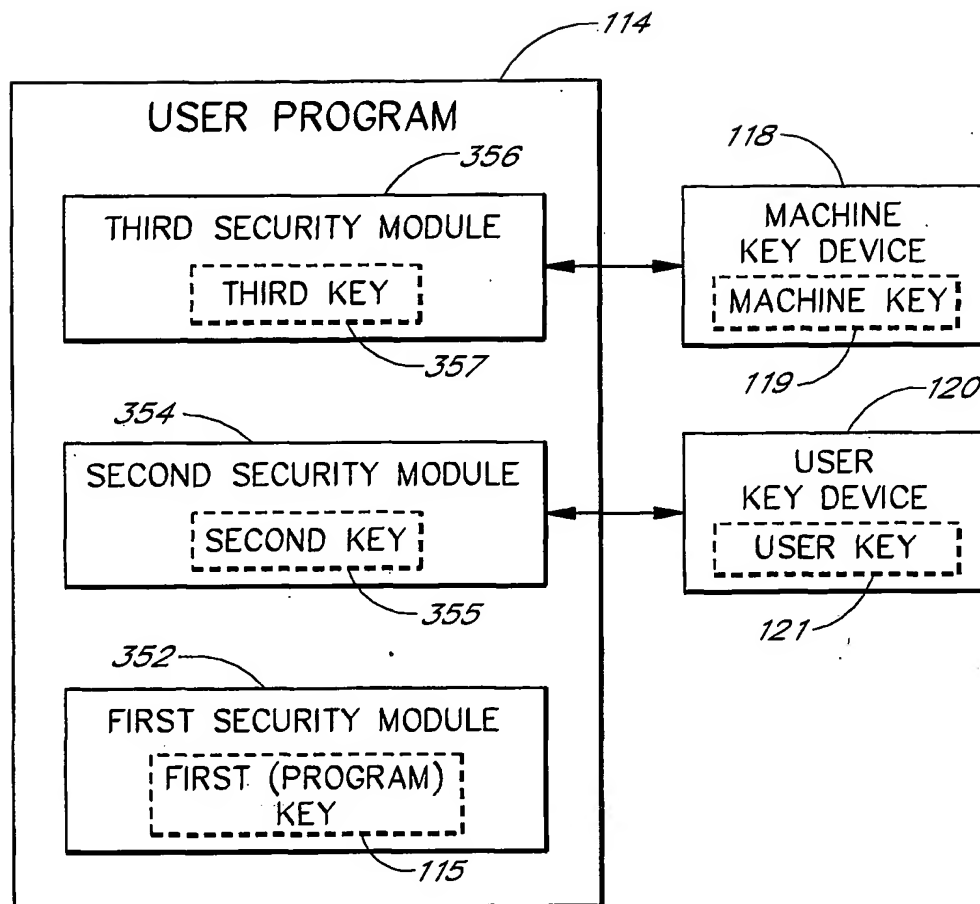 114
USER PROGRAM
356
THIRD SECURITY MODULE
THIRD KEY
357
118
MACHINE
KEY DEVICE
MACHINE KEY
119
354
SECOND SECURITY MODULE
SECOND KEY
355
120
USER
KEY DEVICE
USER KEY
121
352
FIRST SECURITY MODULE
FIRST (PROGRAM)
KEY
115